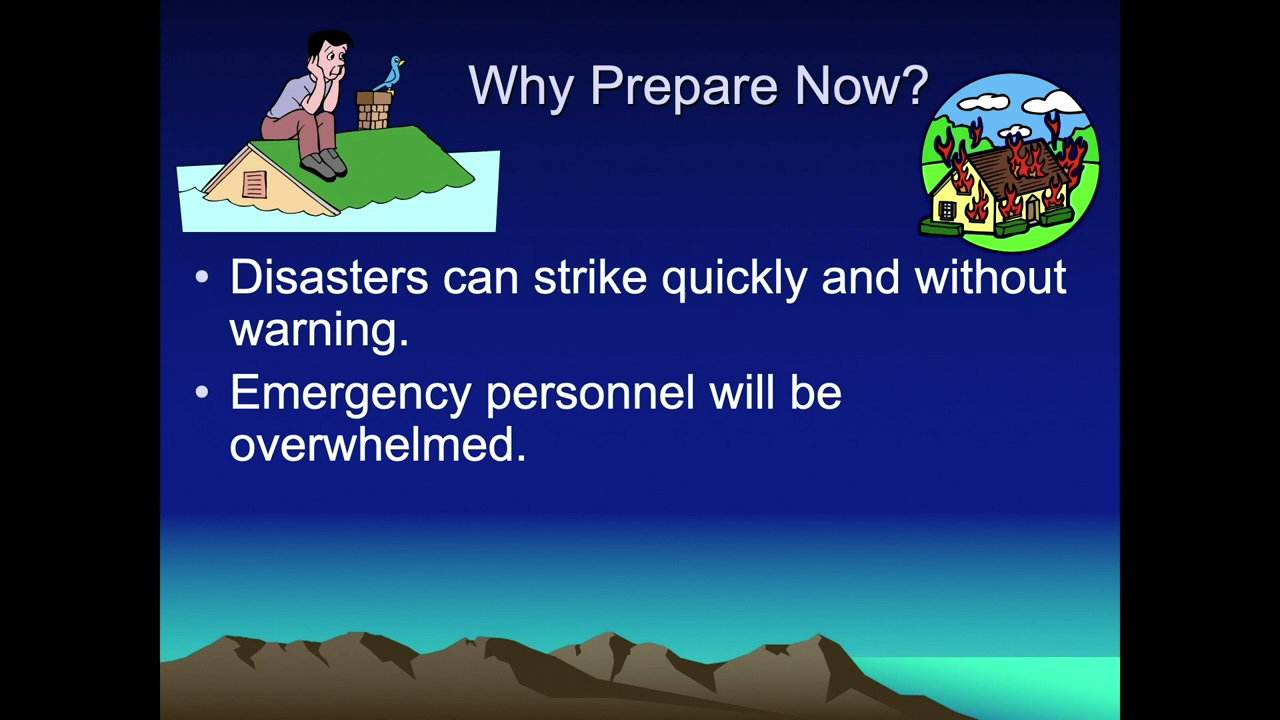 Why Prepare Now?
• Disasters can strike quickly and without
warning.
• Emergency personnel will be
overwhelmed.